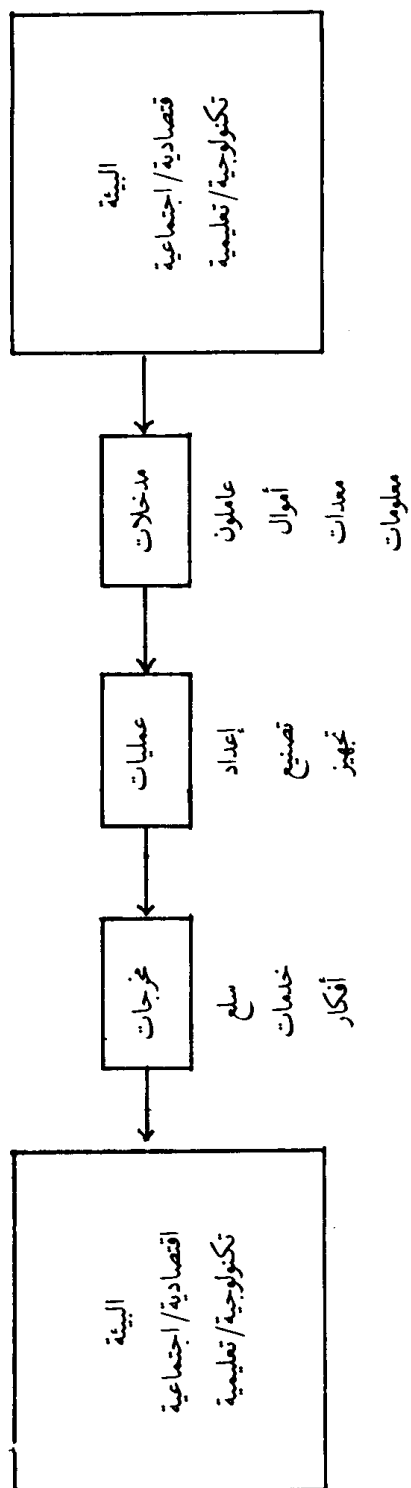 البيئة
قتصادية/اجتماعية
تكنولوجية/تعليمية
مدخلات
عاملون
أموال
معدات
معلومات
عمليات
إعداد
تصنيع
تجهيز
مخرجات
سلع
خدمات
أفكار
البيئة
اقتصادية/اجتماعية
تكنولوجية/تعليمية